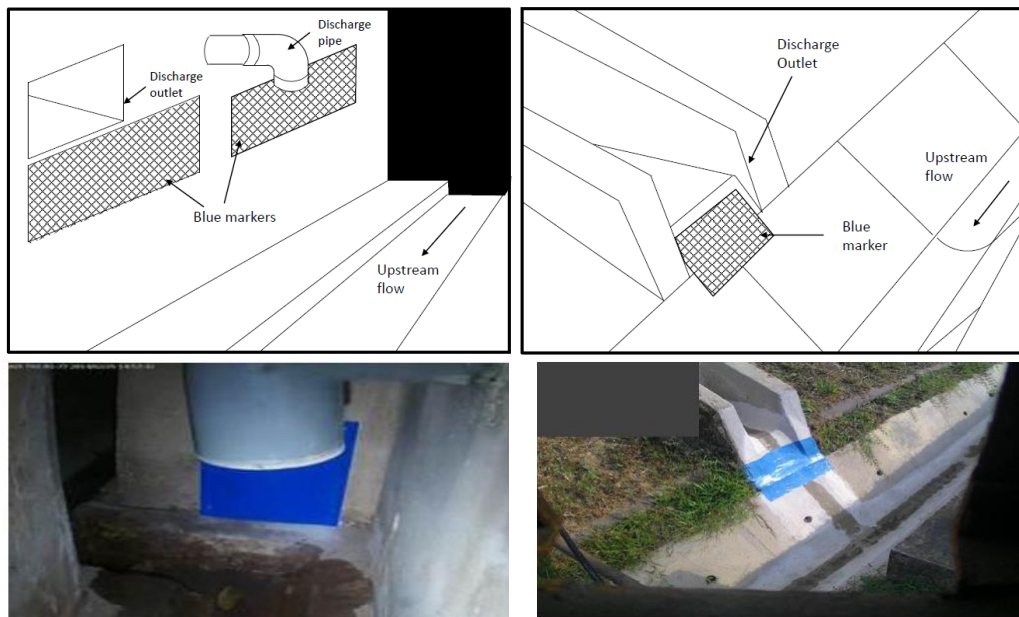 Discharge
pipe
Discharge
outlet
Blue markers
Upstream
flow
Discharge
Outlet
Upstream
flow
Blue
marker